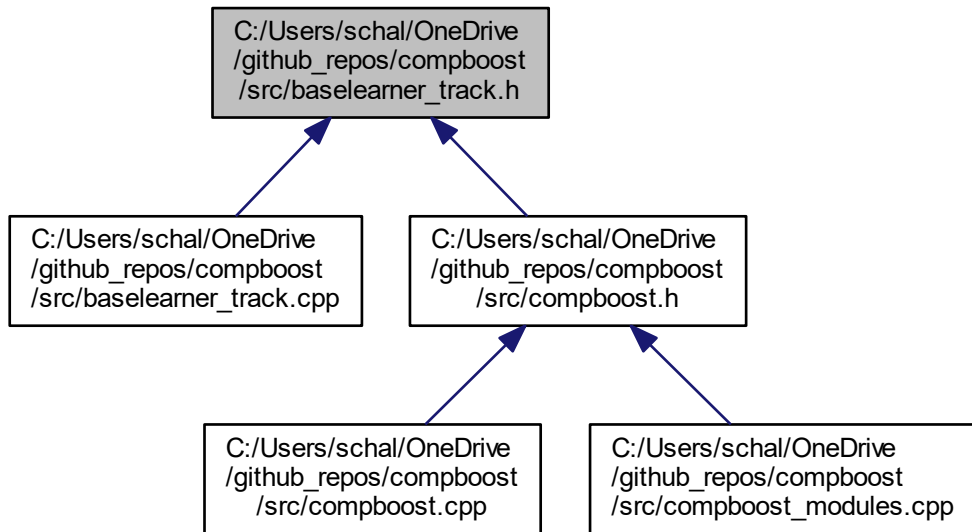 C:/Users/schal/OneDrive
/github_repos/compboost
/src/baselearner_track.h
C:/Users/schal/OneDrive
/github_repos/compboost
/src/baselearner_track.cpp
C:/Users/schal/OneDrive
/github_repos/compboost
/src/compboost.h
C:/Users/schal/OneDrive
/github_repos/compboost
/src/compboost.cpp
C:/Users/schal/OneDrive
/github_repos/compboost
/src/compboost_modules.cpp